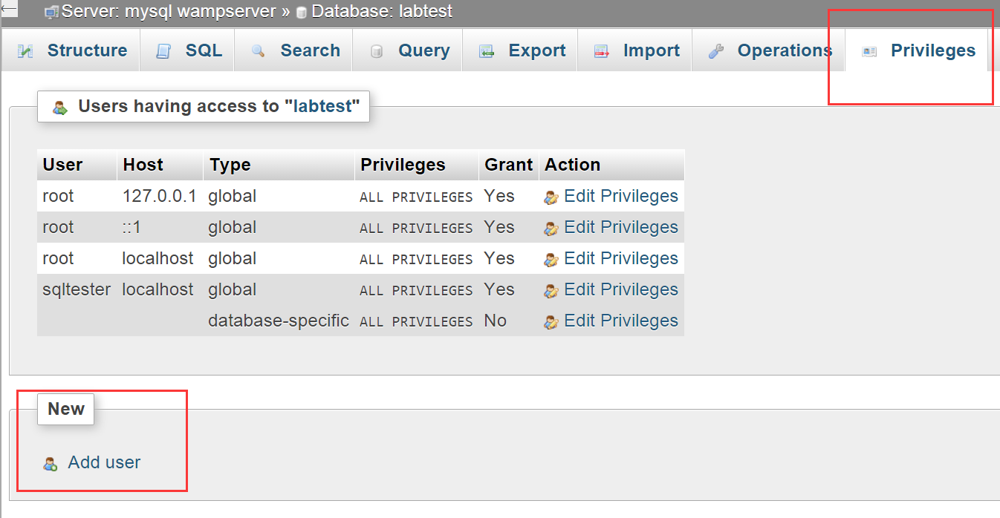 Server: mysql wampserver » Database: labtest
Structure SQL Search Query Export Import Operations Privileges
Users having access to "labtest"
User Host Type Privileges Grant Action
root 127.0.0.1 global ALL PRIVILEGES Yes Edit Privileges
root ::1 global ALL PRIVILEGES Yes Edit Privileges
root localhost global ALL PRIVILEGES Yes Edit Privileges
sqltester localhost global ALL PRIVILEGES Yes Edit Privileges
database-specific ALL PRIVILEGES No Edit Privileges
New
Add user